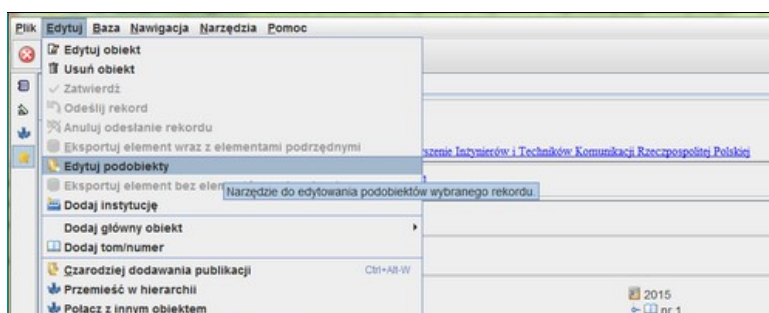 Plik Edytuj Baza Nawigacja Narzędzia Pomoc
Edytuj obiekt
Usuń obiekt
Zatwierdź
Odeślij rekord
Anuluj odesłanie rekordu
Eksportuj element wraz z elementami podrzędnymi
szenie Inżynierów i Techników Komunikacji Rzeczpospolitej Polskiej
Edytuj podobiekty
Eksportuj element bez
Narzędzie do edytowania podobiektów wybranego rekordu.
Dodaj instytucję
Dodaj główny obiekt
Dodaj tom/numer
Czarodziej dodawania publikacji Ctrl+Alt-W
Przemieść w hierarchii
2015
Połącz z innym obiektem
nr 1